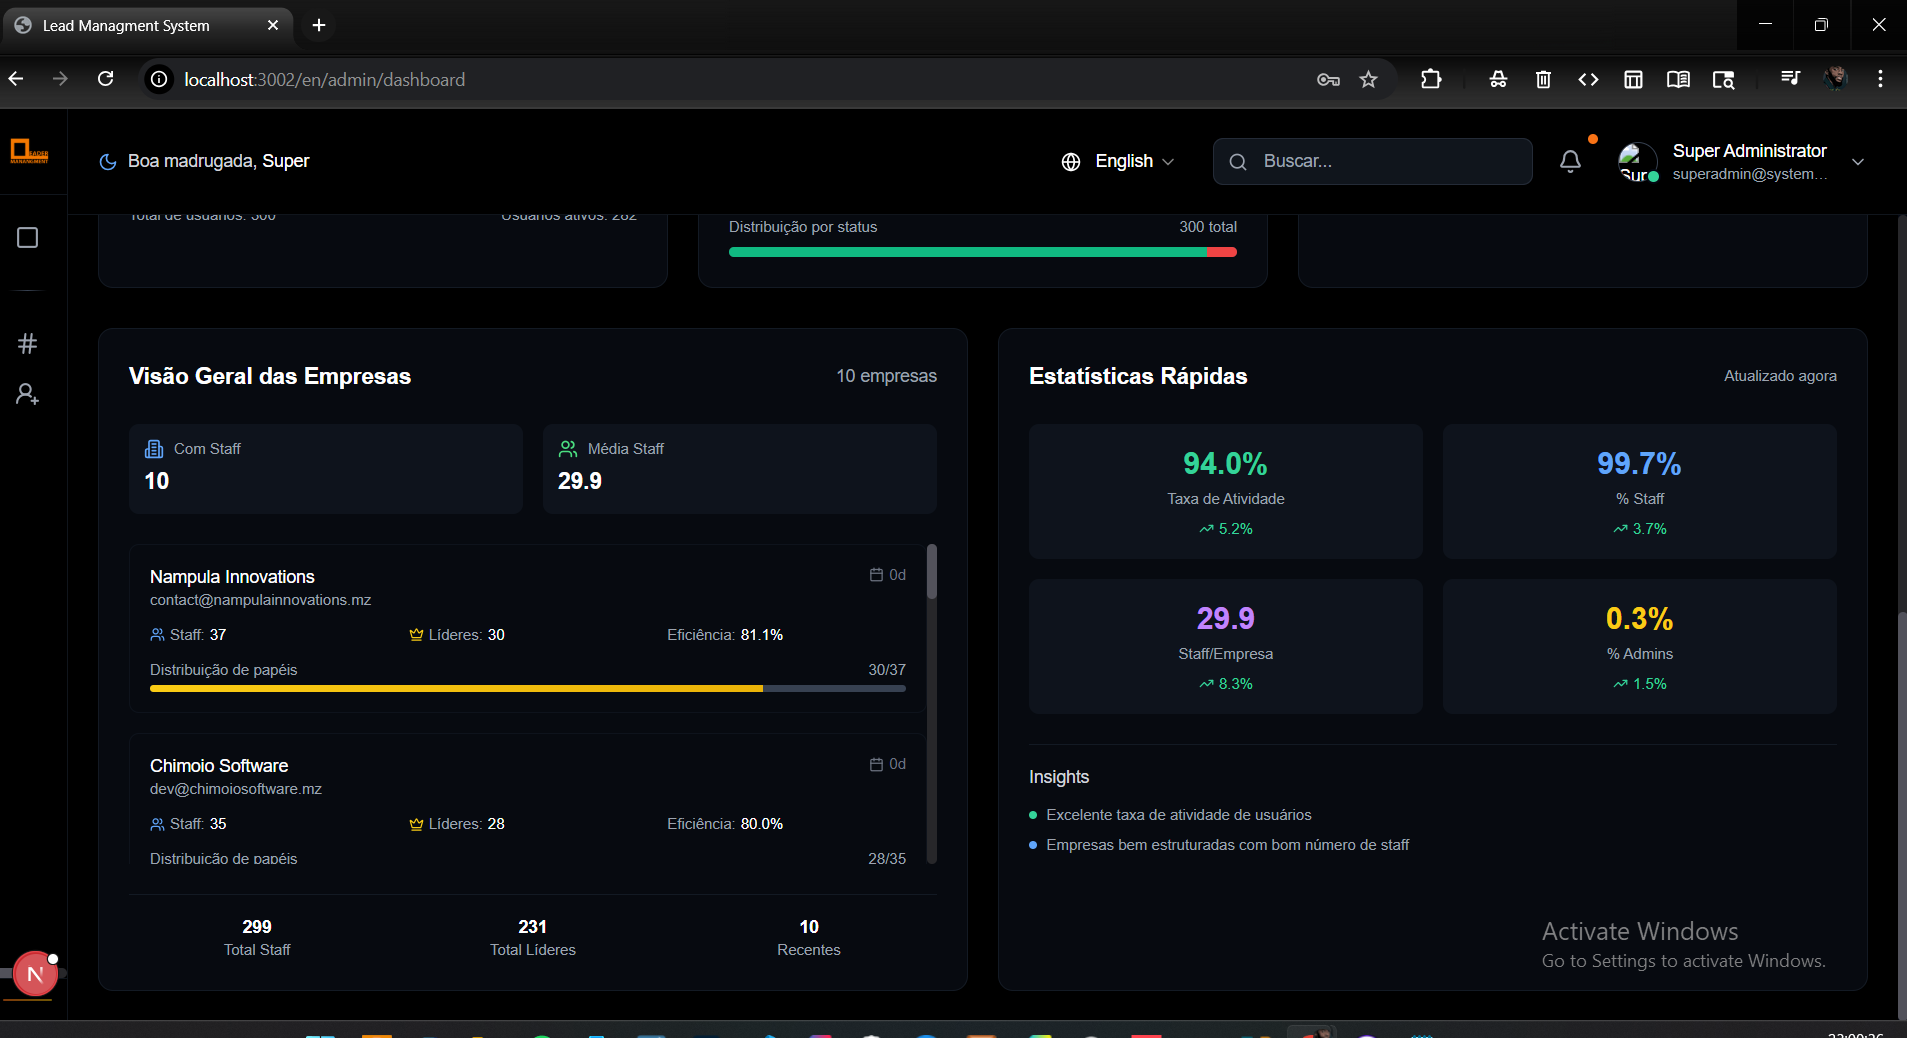 Lead Managment System
localhost:3002/en/admin/dashboard
LEADER
MANANGMENT
Boa madrugada, Super
English
Buscar...
Super Administrator
superadmin@system...
Total de usuários: 300
Usuários ativos: 282
Distribuição por status
300 total
Visão Geral das Empresas
10 empresas
Com Staff
10
Média Staff
29.9
Nampula Innovations
0d
contact@nampulainnovations.mz
Staff: 37
Líderes: 30
Eficiência: 81.1%
Distribuição de papéis
30/37
Chimoio Software
0d
dev@chimoiosoftware.mz
Staff: 35
Líderes: 28
Eficiência: 80.0%
Distribuição de papéis
28/35
299
Total Staff
231
Total Líderes
10
Recentes
Estatísticas Rápidas
Atualizado agora
94.0%
Taxa de Atividade
5.2%
99.7%
% Staff
3.7%
29.9
Staff/Empresa
8.3%
0.3%
% Admins
1.5%
Insights
Excelente taxa de atividade de usuários
Empresas bem estruturadas com bom número de staff
Activate Windows
Go to Settings to activate Windows.
N